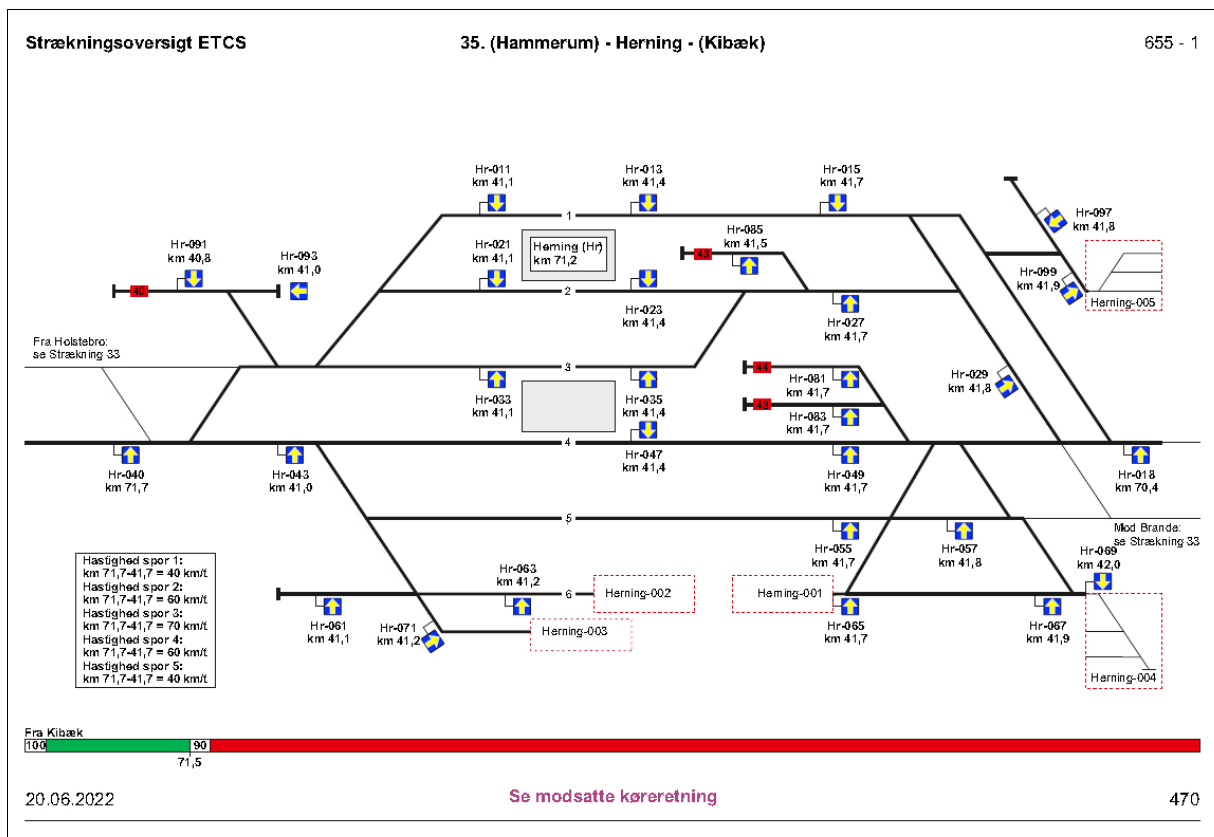 Strækningsoversigt ETCS
35. (Hammerum) - Herning - (Kibæk)
655 - 1
Hr-011
km 41,1
Hr-013
km 41,4
Hr-015
km 41,7
Hr-097
km 41,8
1
Hr-091
km 40,8
Hr-093
km 41,0
Hr-021
km 41,1
Herning (Hr)
km 71,2
Hr-085
km 41,5
43
Hr-099
km 41,9
40
2
Herning-005
Hr-023
km 41,4
Hr-027
km 41,7
Fra Holstebro:
se Strækning 33
3
44
Hr-033
km 41,1
Hr-035
km 41,4
Hr-081
km 41,7
Hr-029
km 41,8
43
Hr-083
km 41,7
4
Hr-040
km 71,7
Hr-043
km 41,0
Hr-047
km 41,4
Hr-049
km 41,7
Hr-018
km 70,4
5
Mod Brande:
se Strækning 33
Hr-055
km 41,7
Hr-057
km 41,8
Hr-069
km 42,0
Hastighed spor 1:
km 71,7-41,7 = 40 km/t
Hastighed spor 2:
km 71,7-41,7 = 60 km/t
Hastighed spor 3:
km 71,7-41,7 = 70 km/t
Hastighed spor 4:
km 71,7-41,7 = 60 km/t
Hastighed spor 5:
km 71,7-41,7 = 40 km/t
Hr-063
km 41,2
6
Herning-002
Herning-001
Hr-061
km 41,1
Hr-071
km 41,2
Herning-003
Hr-065
km 41,7
Hr-067
km 41,9
Herning-004
Fra Kibæk
100
90
71,5
20.06.2022
Se modsatte køreretning
470